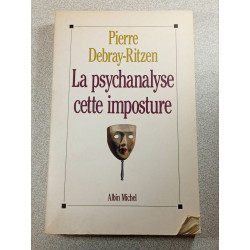 Pierre
Debray-Ritzen
La psychanalyse
cette imposture
Albin Michel